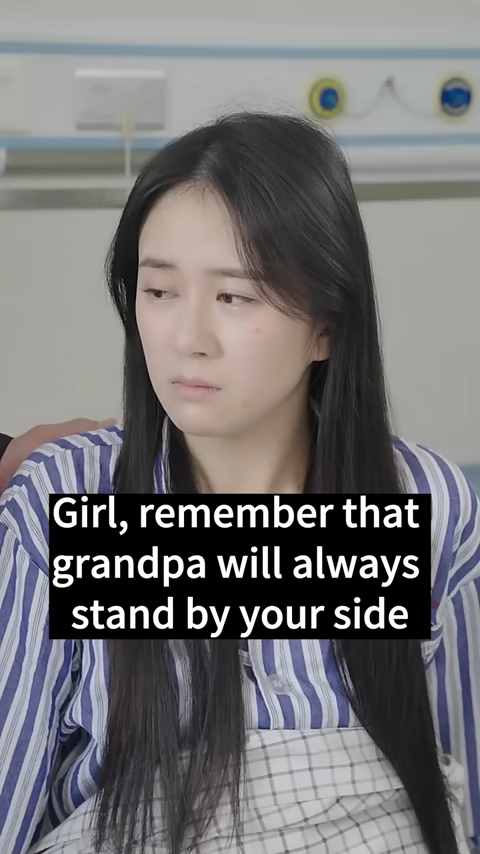 Girl, remember that
grandpa will always
stand by your side